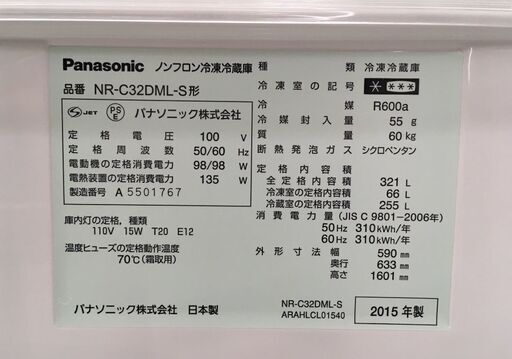 Panasonic ノンフロン冷凍冷蔵庫
品番 NR-C32DML-S形
S JET PS E パナソニック株式会社
定格電圧 100 V
定格周波数 50/60 Hz
電動機の定格消費電力 98/98 W
電熱装置の定格消費電力 135 W
製造番号 A 5501767
庫内灯の定格, 種類
110V 15W T20 E12
温度ヒューズの定格動作温度
70℃(霜取用)
パナソニック株式会社 日本製
種類 冷凍冷蔵庫
冷凍室の記号 * ***
冷媒 R600a
冷媒封入量 55 g
質量 60 kg
断熱発泡ガス シクロペンタン
定格内容積
全定格内容積 321 L
冷凍室の定格内容積 66 L
冷蔵室の定格内容積 255 L
消費電力量(JIS C 9801-2006年)
50Hz 310kWh/年
60Hz 310kWh/年
外形寸法 幅 590 mm
奥行 633 mm
高さ 1601 mm
NR-C32DML-S
ARAHLCL01540
2015年製